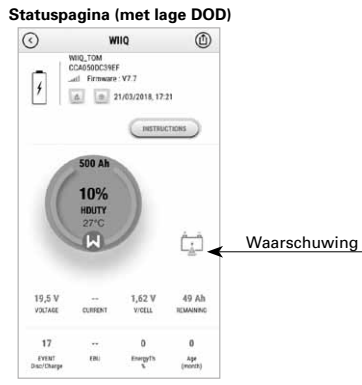 Statuspagina (met lage DOD)
WIIQ
WIIQ_TOM
CCA050DC39EF
Firmware : V7.7
21/03/2018, 17:21
INSTRUCTIONS
500 Ah
10%
HDUTY
27°C
W
Waarschuwing
19,5 V -- 1,62 V 49 Ah
VOLTAGE CURRENT V/CELL REMAINING
17 -- 0 0
EVENT EBU EnergyTh Age
Disc/Charge % (month)